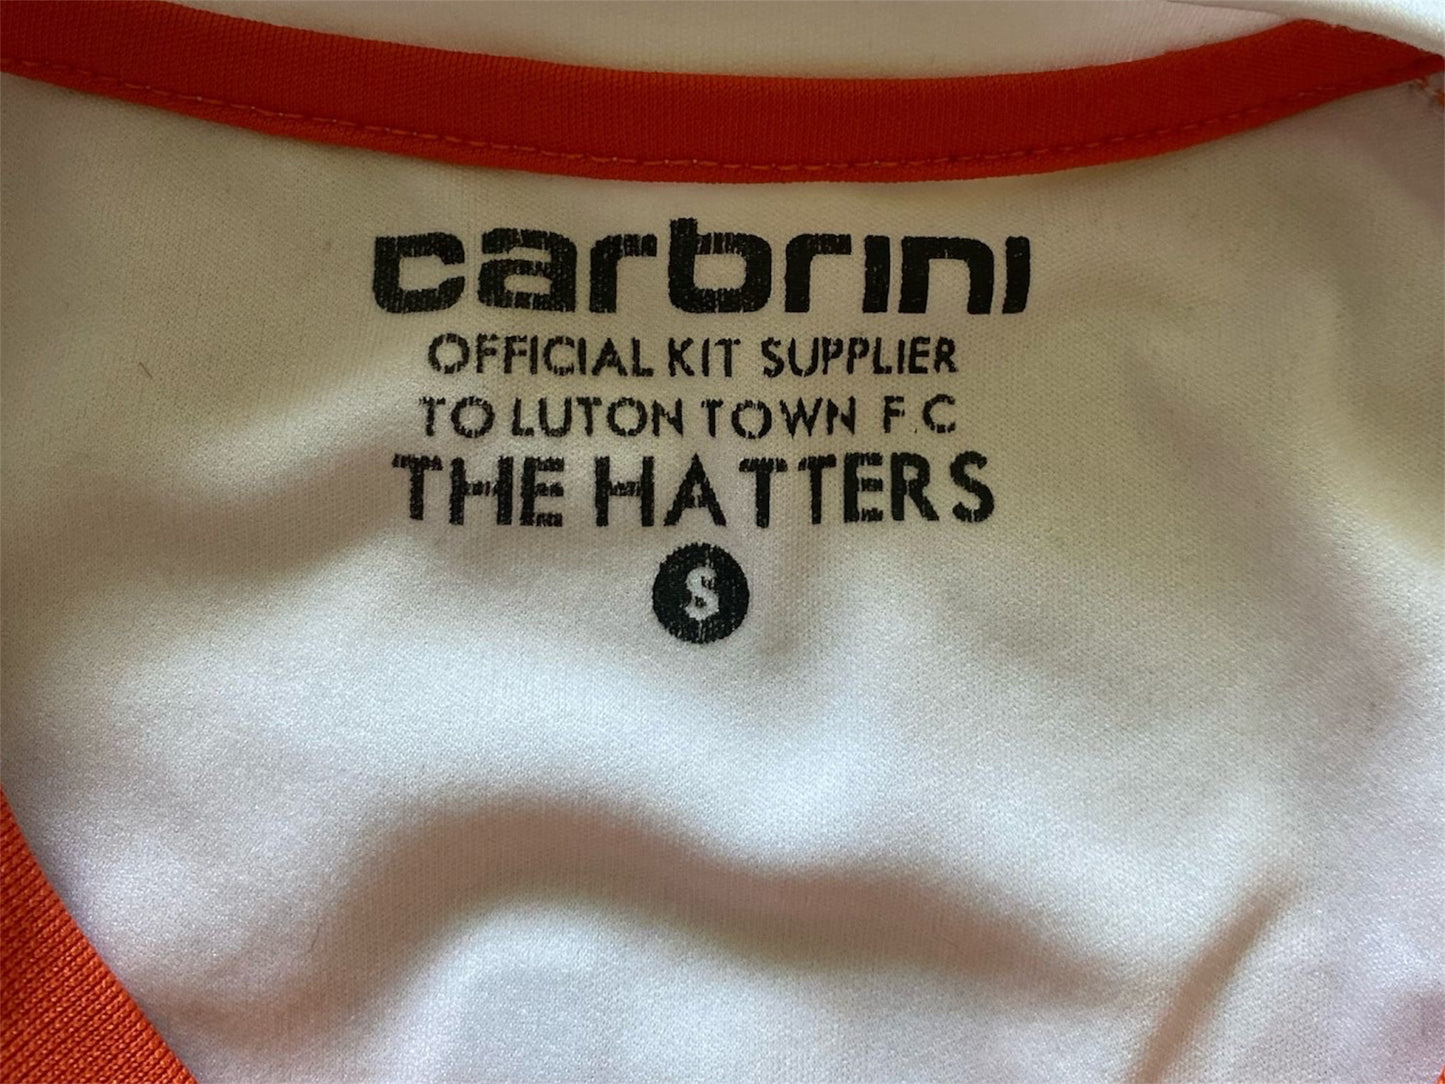 carbrini
OFFICIAL KIT SUPPLIER
TO LUTON TOWN F.C
THE HATTERS
S